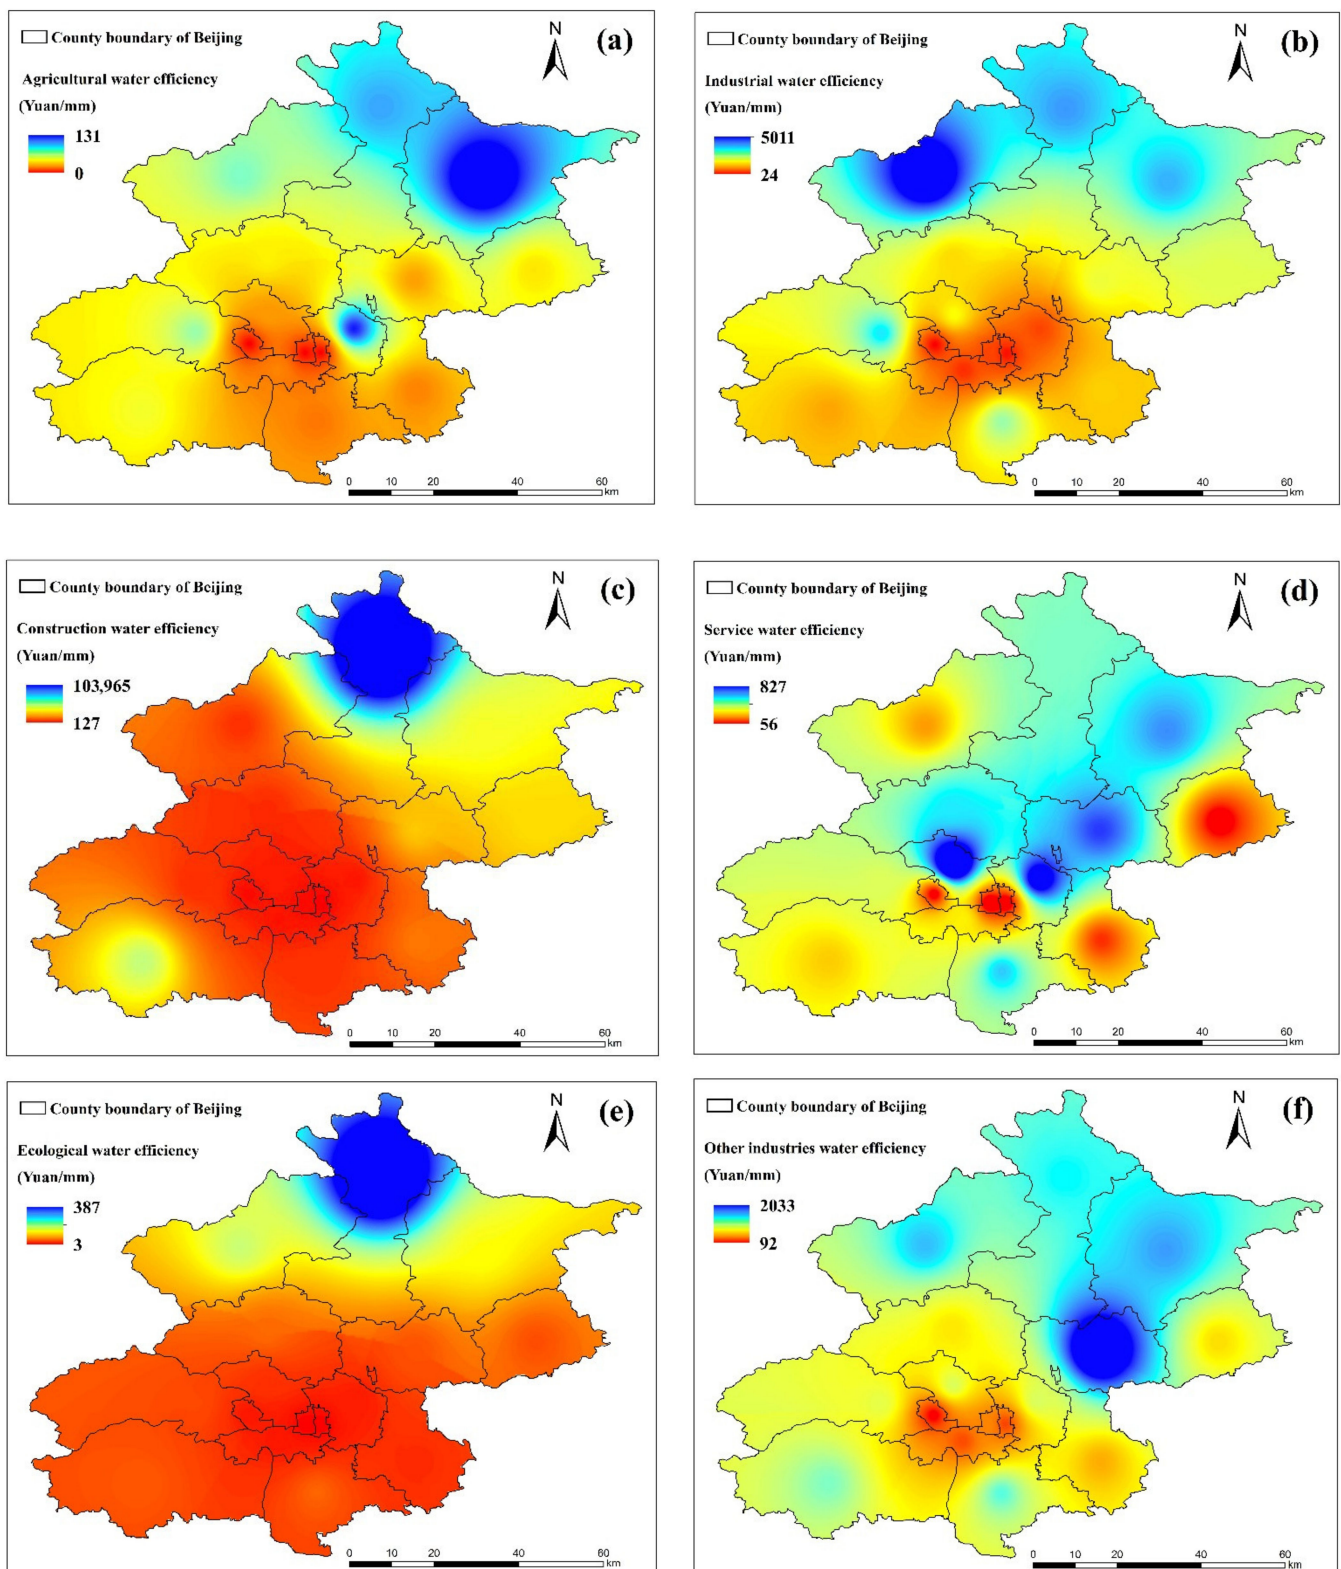 County boundary of Beijing
N
(a)
Agricultural water efficiency
(Yuan/mm)
131
0
0 10 20 40 60
km
County boundary of Beijing
N
(b)
Industrial water efficiency
(Yuan/mm)
5011
24
0 10 20 40 60
km
County boundary of Beijing
N
(c)
Construction water efficiency
(Yuan/mm)
103,965
127
0 10 20 40 60
km
County boundary of Beijing
N
(d)
Service water efficiency
(Yuan/mm)
827
56
0 10 20 40 60
km
County boundary of Beijing
N
(e)
Ecological water efficiency
(Yuan/mm)
387
3
0 10 20 40 60
km
County boundary of Beijing
N
(f)
Other industries water efficiency
(Yuan/mm)
2033
92
0 10 20 40 60
km